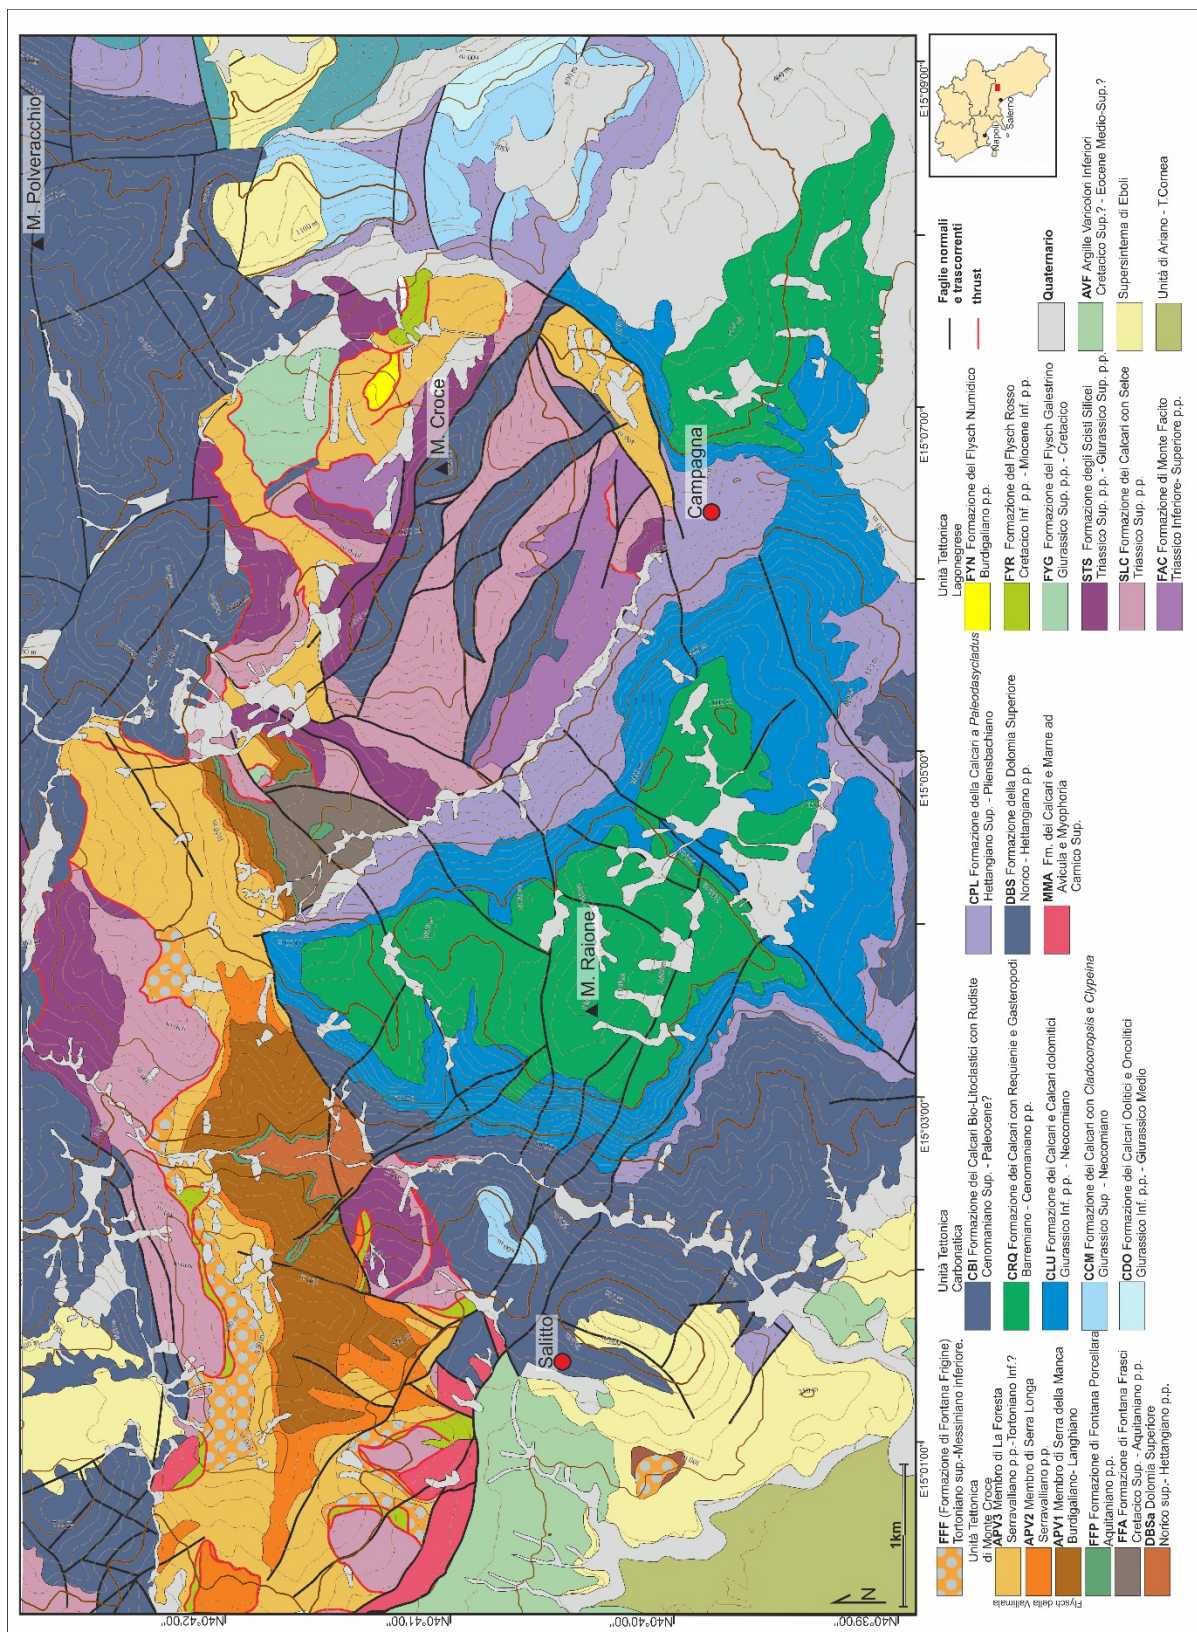 M. Polveracchio
M. Croce
Campagna
M. Raione
Salitto
N40°42'00"
N40°41'00"
N40°40'00"
N40°39'00"
E15°01'00"
E15°03'00"
E15°05'00"
E15°07'00"
E15°09'00"
1km
N
1100 m
Napoli
Salerno
FFF (Formazione di Fontana Frigine)
Tortoniano sup.-Messiniano Inferiore.
Unità Tettonica
di Monte Croce
Flysch della Vallimala
APV3 Membro di La Foresta
Serravalliano p.p.-Tortoniano Inf.?
APV2 Membro di Serra Longa
Serravalliano p.p.
APV1 Membro di Serra della Manca
Burdigaliano- Langhiano
FFP Formazione di Fontana Porcellara
Aquitaniano p.p.
FFA Formazione di Fontana Frasci
Cretacico Sup. - Aquitaniano p.p.
DBSa Dolomia Superiore
Norico sup.- Hettangiano p.p.
Unità Tettonica
Carbonatica
CBI Formazione dei Calcari Bio-Litoclastici con Rudiste
Cenomaniano Sup. - Paleocene?
CRQ Formazione dei Calcari con Requienie e Gasteropodi
Barremiano - Cenomaniano p.p.
CLU Formazione dei Calcari e Calcari dolomitici
Giurassico Inf. p.p. - Neocomiano
CCM Formazione dei Calcari con Cladocoropsis e Clypeina
Giurassico Sup - Neocomiano
CDO Formazione dei Calcari Oolitici e Oncolitici
Giurassico Inf. p.p. - Giurassico Medio
CPL Formazione della Calcari a Paleodasycladus
Hettangiano Sup. - Pliensbachiano
DBS Formazione della Dolomia Superiore
Norico - Hettangiano p.p.
MMA Fm. dei Calcari e Marne ad
Avicula e Myophoria
Carnico Sup.
Unità Tettonica
Lagonegrese
FYN Formazione del Flysch Numidico
Burdigaliano p.p.
FYR Formazione del Flysch Rosso
Cretacico Inf. p.p. - Miocene Inf. p.p.
FYG Formazione del Flysch Galestrino
Giurassico Sup. p.p. - Cretacico
STS Formazione degli Scisti Silicei
Triassico Sup. p.p. - Giurassico Sup. p.p.
SLC Formazione dei Calcari con Selce
Triassico Sup. p.p.
FAC Formazione di Monte Facito
Triassico Inferiore- Superiore p.p.
Faglie normali
e trascorrenti
thrust
Quaternario
AVF Argille Varicolori Inferiori
Cretacico Sup.? - Eocene Medio-Sup.?
Supersintema di Eboli
Unità di Ariano - T.Cornea